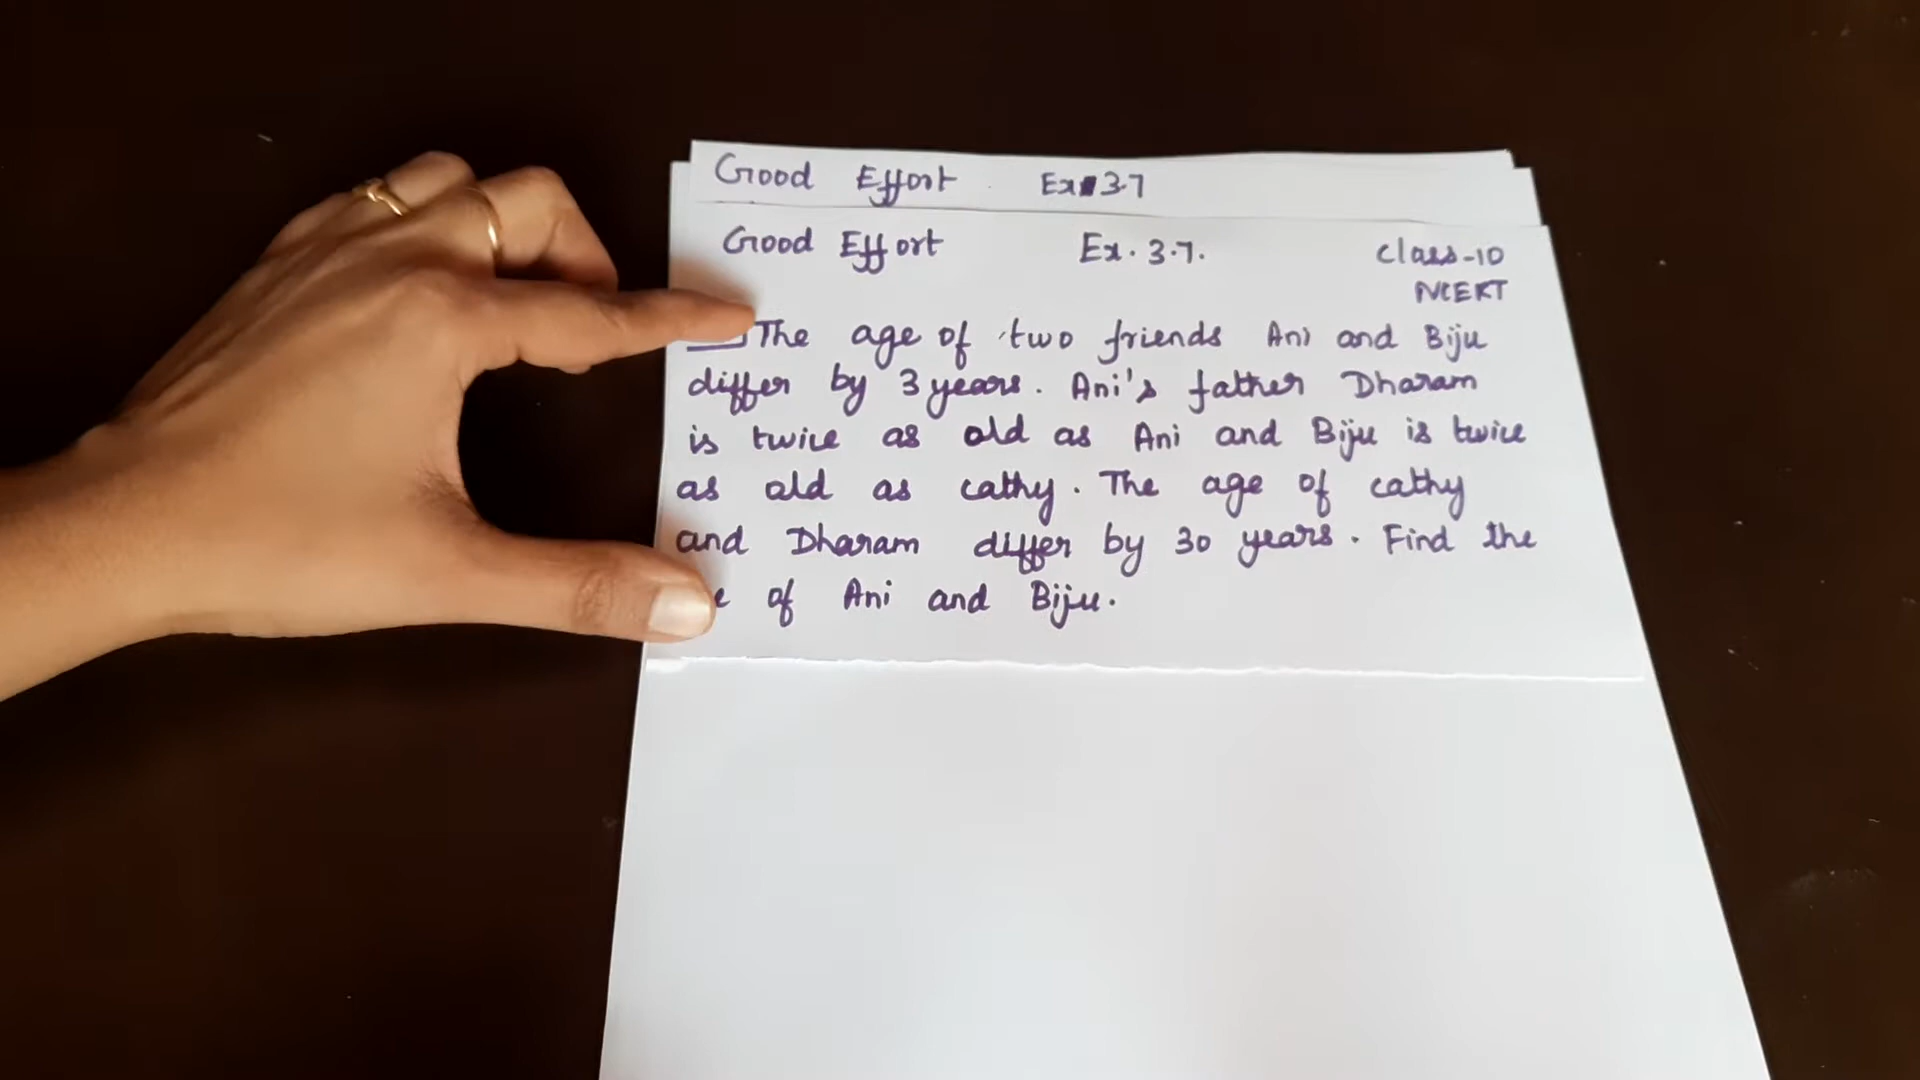 Good Effort Ex 3.7
Good Effort Ex. 3.7. Class-10
NCERT
The age of two friends Ani and Biju
differ by 3 years. Ani's father Dharam
is twice as old as Ani and Biju is twice
as old as cathy. The age of cathy
and Dharam differ by 30 years. Find the
of Ani and Biju.